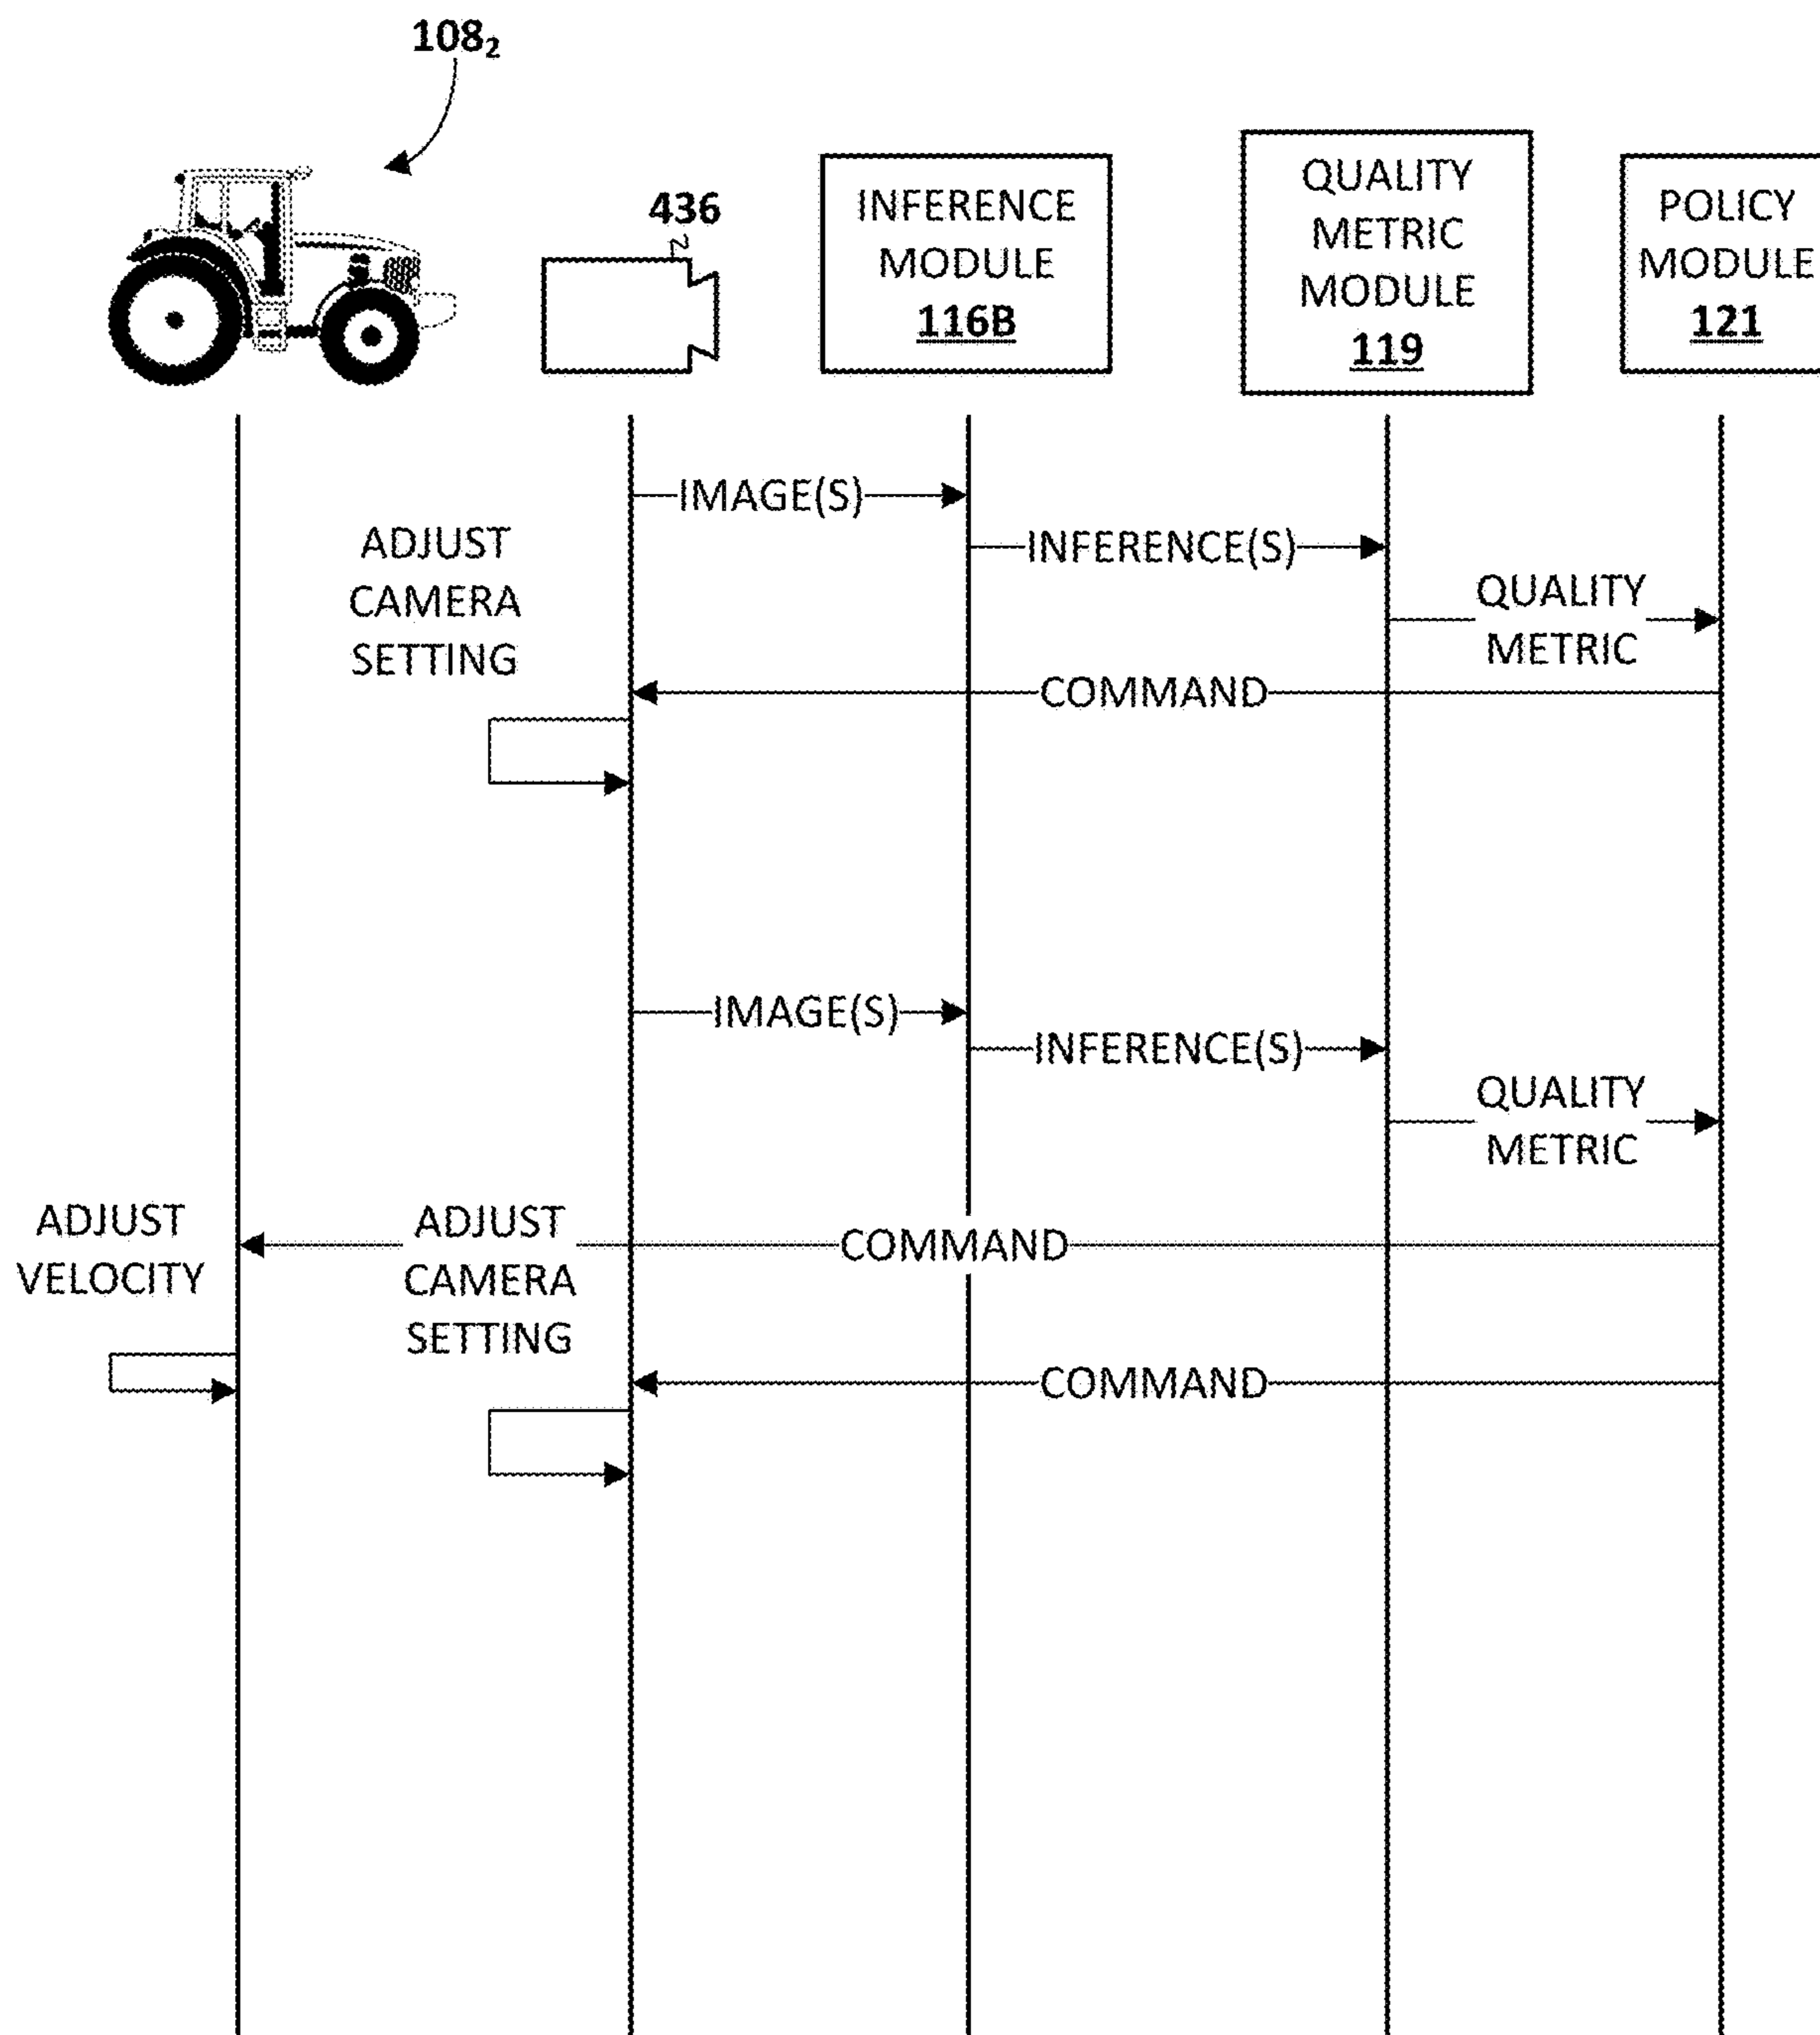 108₂
436
INFERENCE
MODULE
116B
QUALITY
METRIC
MODULE
119
POLICY
MODULE
121
IMAGE(S)
INFERENCE(S)
ADJUST
CAMERA
SETTING
QUALITY
METRIC
COMMAND
IMAGE(S)
INFERENCE(S)
QUALITY
METRIC
ADJUST
VELOCITY
ADJUST
CAMERA
SETTING
COMMAND
COMMAND